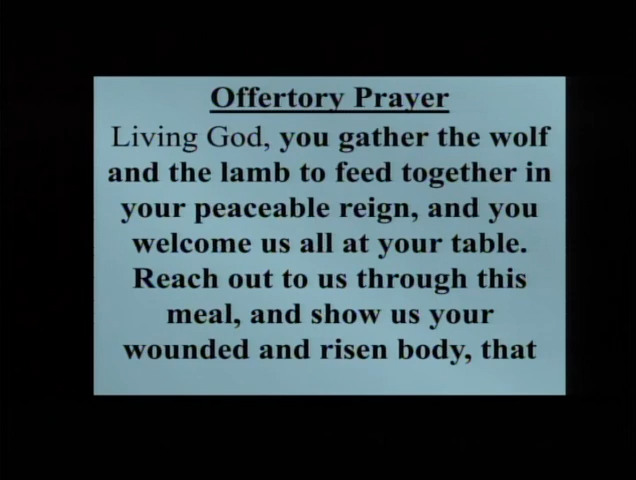 Offertory Prayer
Living God, you gather the wolf
and the lamb to feed together in
your peaceable reign, and you
welcome us all at your table.
Reach out to us through this
meal, and show us your
wounded and risen body, that